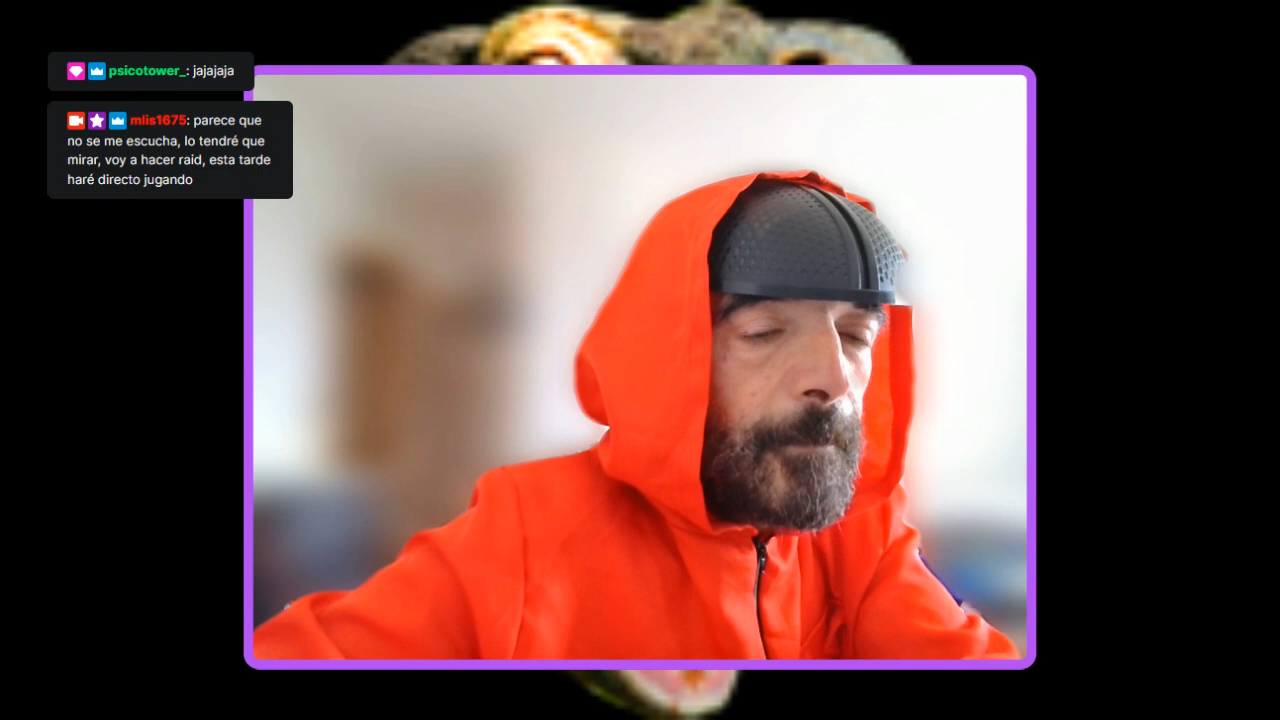 psicotower_: jajajaja
mlis1675: parece que
no se me escucha, lo tendré que
mirar, voy a hacer raid, esta tarde
haré directo jugando